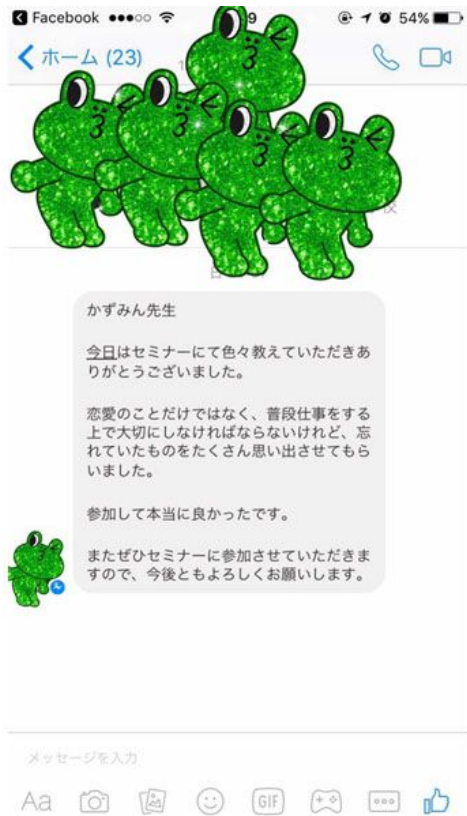 Facebook
9
54%
ホーム (23)
かずみん先生
今日はセミナーにて色々教えていただきあ
りがとうございました。
恋愛のことだけではなく、普段仕事をする
上で大切にしなければならないけれど、忘
れていたものをたくさん思い出させてもら
いました。
参加して本当に良かったです。
またぜひセミナーに参加させていただきま
すので、今後ともよろしくお願いします。
メッセージを入力
Aa
GIF